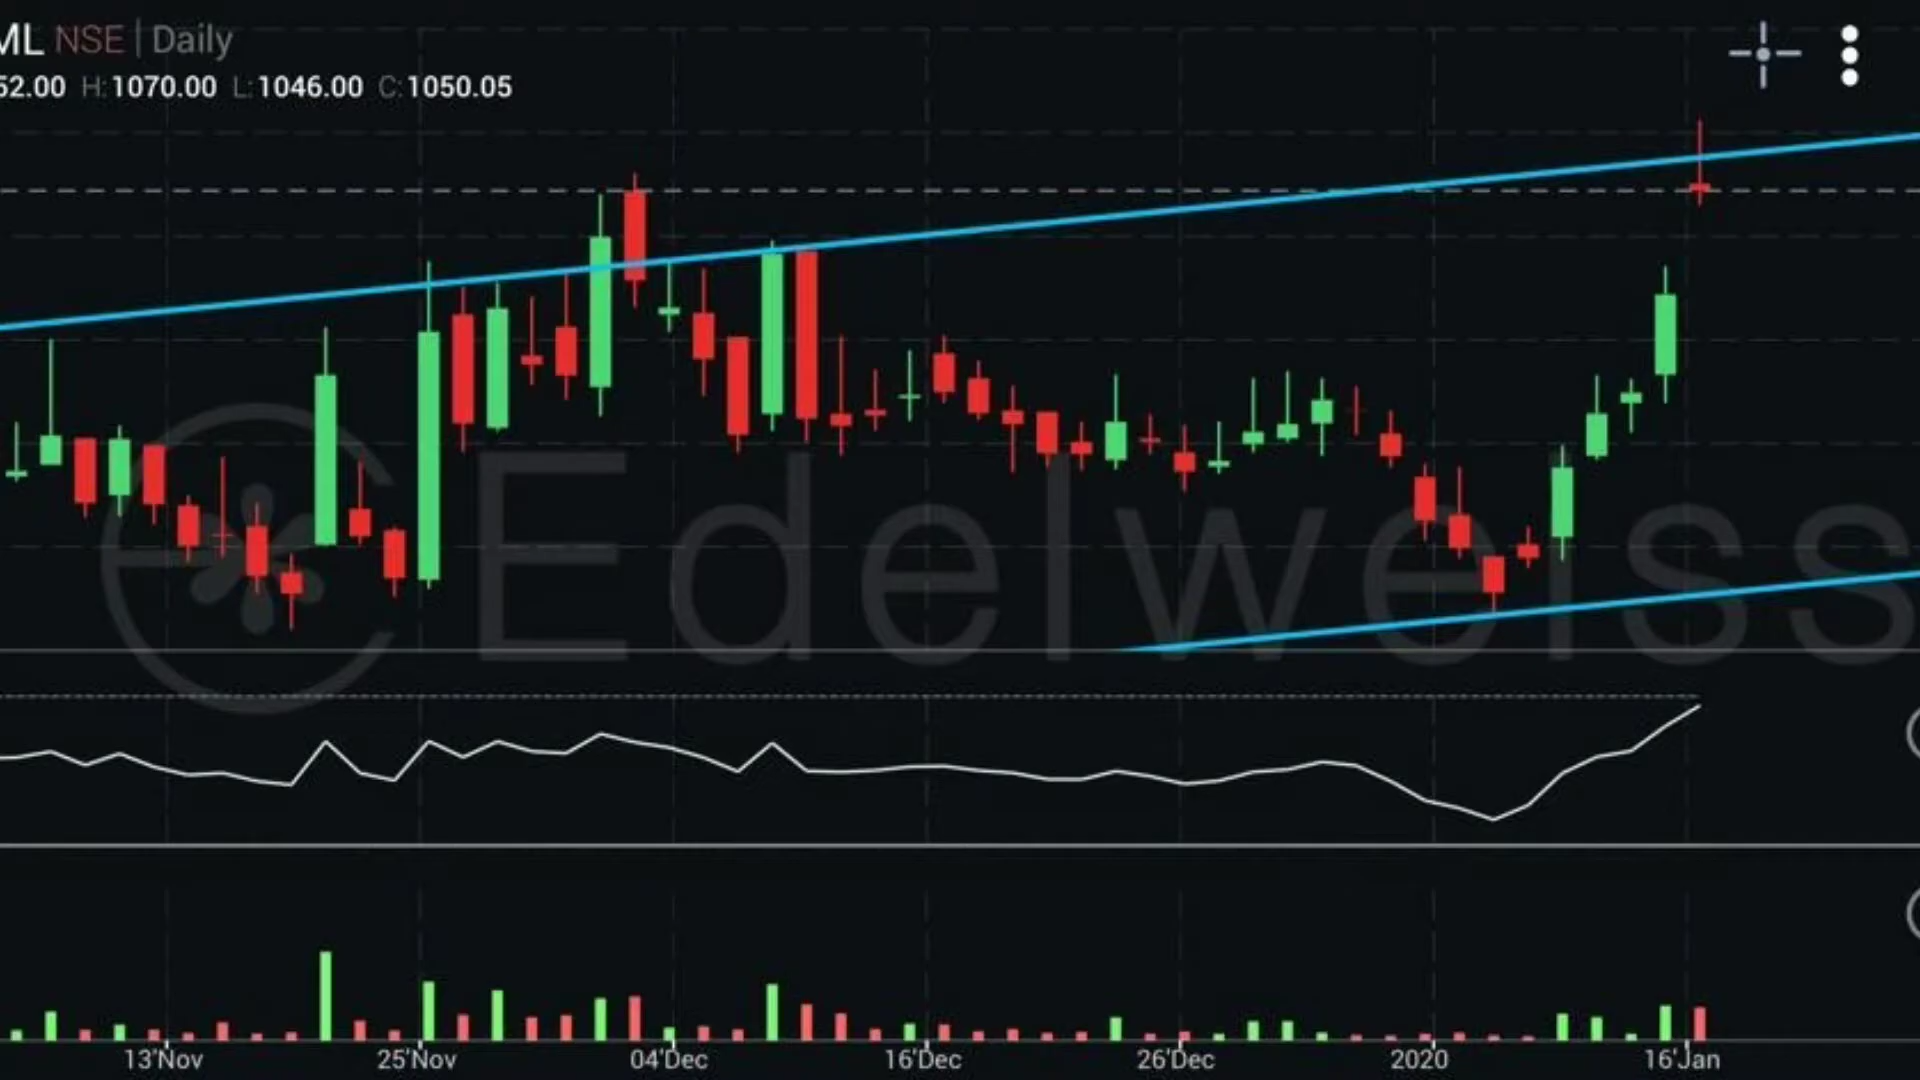 ML NSE | Daily
52.00 H:1070.00 L:1046.00 C:1050.05
Edelweiss
13'Nov 25'Nov 04'Dec 16'Dec 26'Dec 2020 16'Jan